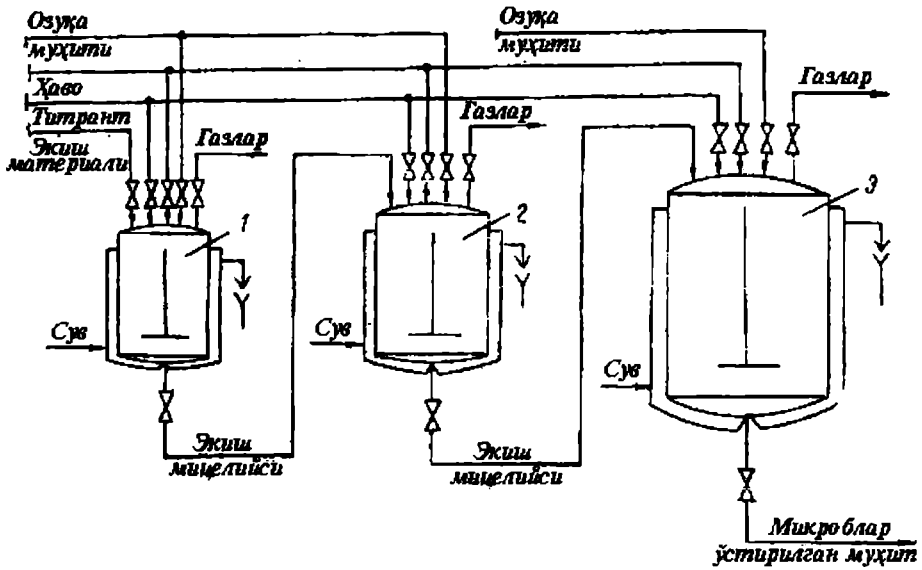 Озуқа
муҳити
Ҳаво
Титрант
Экиш
материали
Газлар
1
Сув
Экиш
мицелийси
Газлар
2
Сув
Экиш
мицелийси
Озуқа
муҳити
Газлар
3
Сув
Микроблар
ўстирилган муҳит